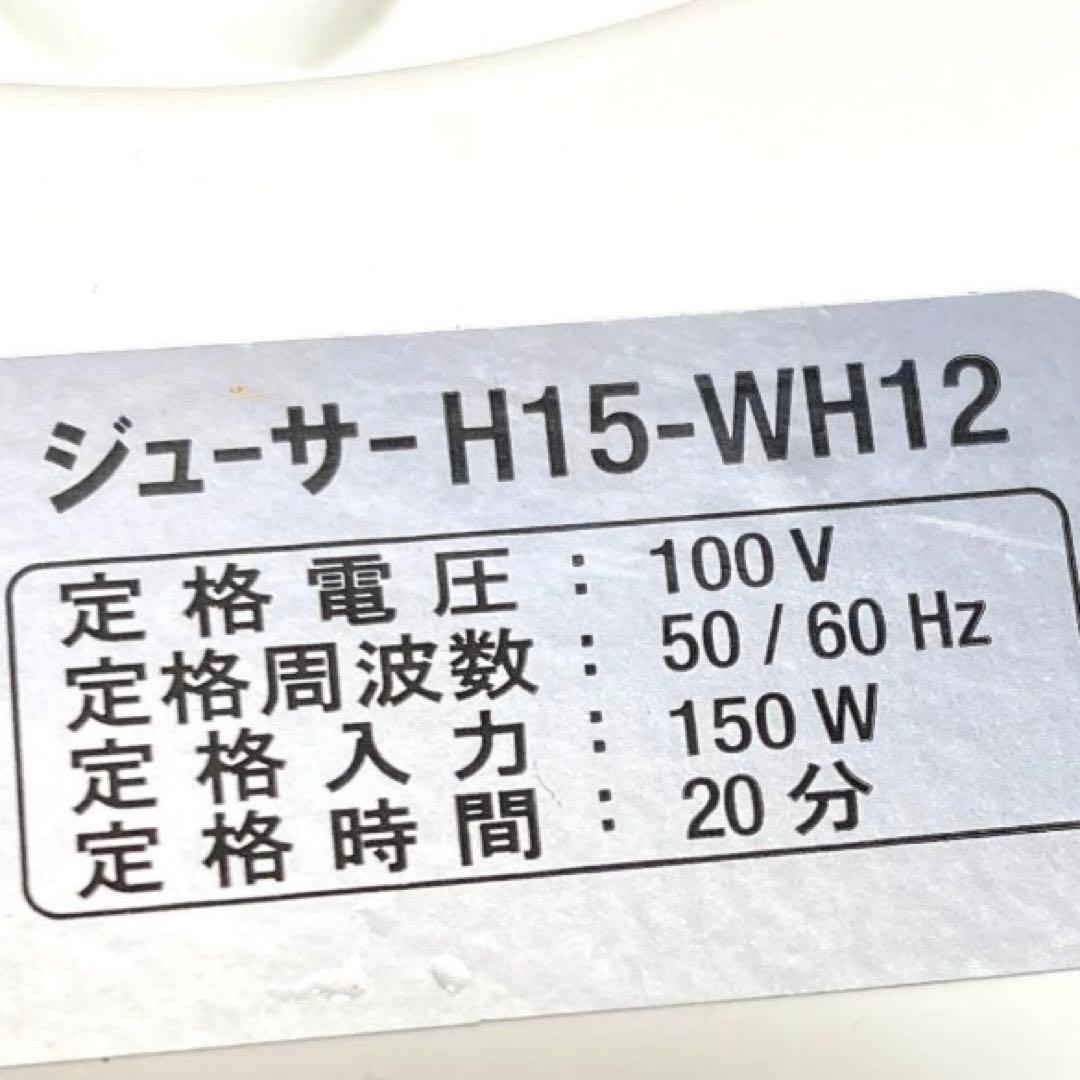 ジューサー H15-WH12
定格電圧 : 100 V
定格周波数 : 50 / 60 Hz
定格入力 : 150 W
定格時間 : 20 分